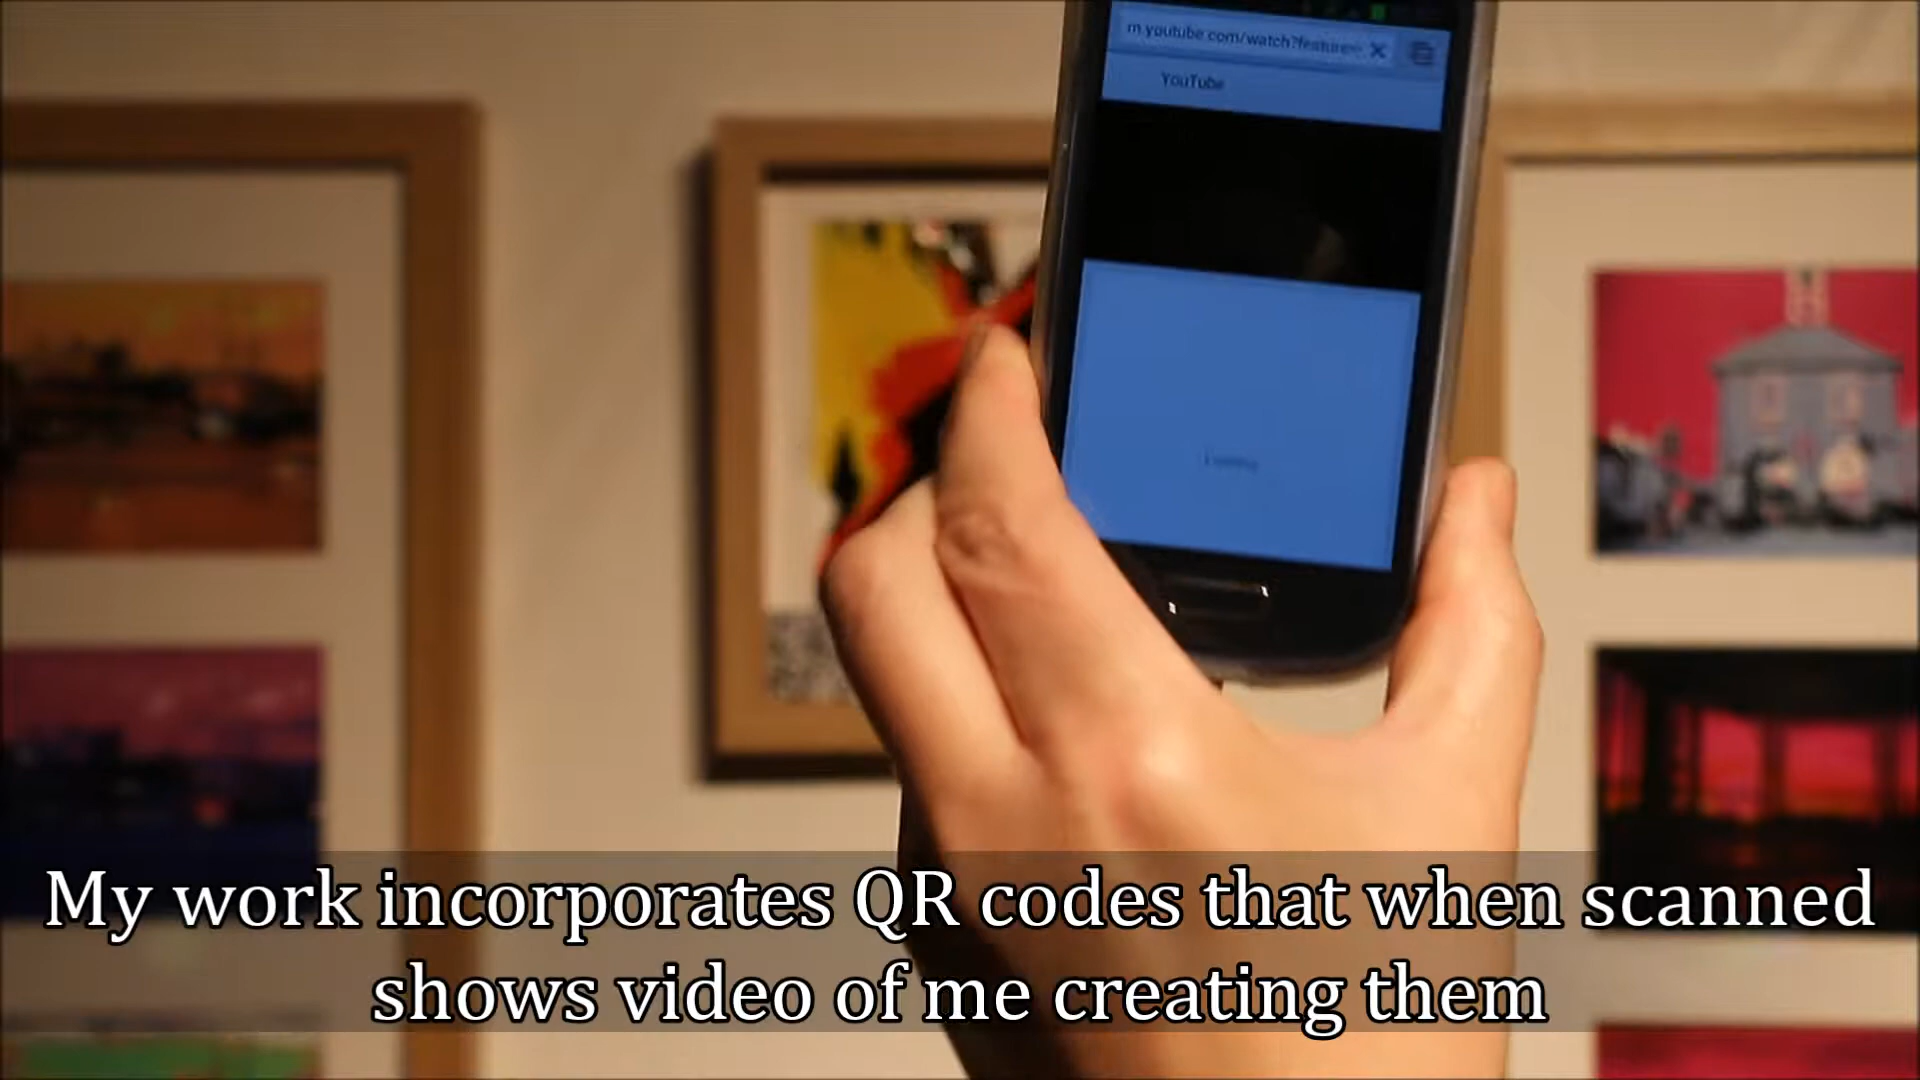 m.youtube.com/watch?feature=
YouTube
Loading
My work incorporates QR codes that when scanned
shows video of me creating them